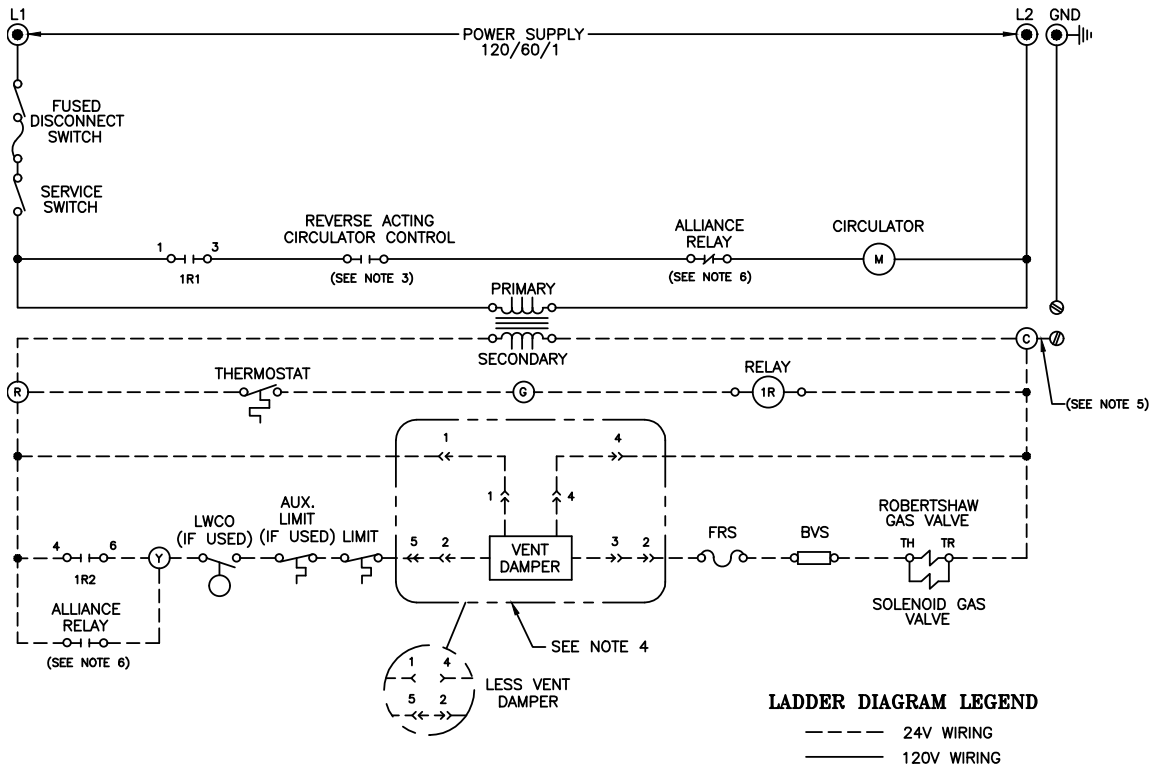 L1
L2 GND
POWER SUPPLY
120/60/1
FUSED
DISCONNECT
SWITCH
SERVICE
SWITCH
REVERSE ACTING
CIRCULATOR CONTROL
ALLIANCE
RELAY
CIRCULATOR
1 3
M
1R1
(SEE NOTE 3)
(SEE NOTE 6)
PRIMARY
SECONDARY
C
THERMOSTAT
RELAY
R
G
1R
(SEE NOTE 5)
1
4
1
4
LWCO
(IF USED)
AUX.
LIMIT
(IF USED)
LIMIT
FRS
BVS
ROBERTSHAW
GAS VALVE
TH TR
4 6
Y
5 2
VENT
DAMPER
3 2
1R2
ALLIANCE
RELAY
SOLENOID GAS
VALVE
(SEE NOTE 6)
SEE NOTE 4
1 4
5 2
LESS VENT
DAMPER
LADDER DIAGRAM LEGEND
24V WIRING
120V WIRING